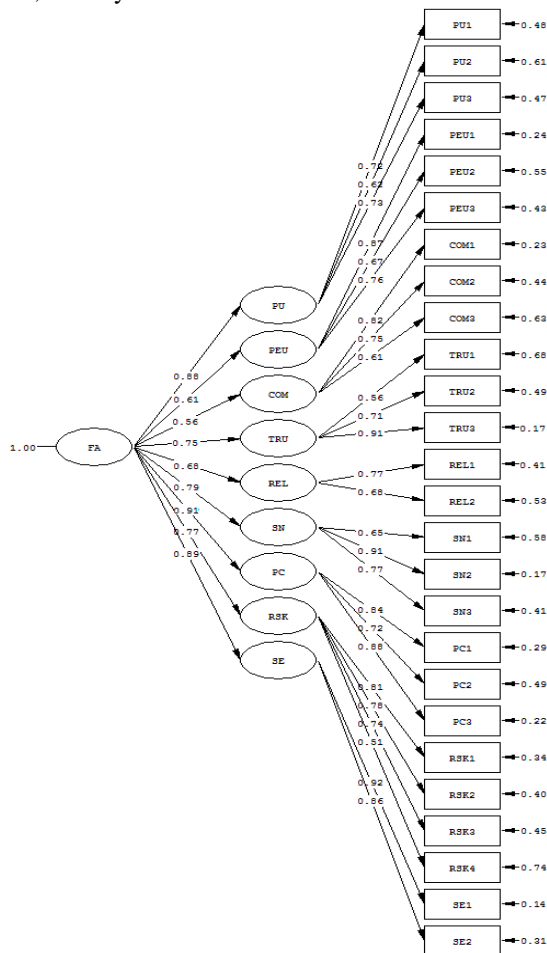 PU1 0.48
PU2 0.61
PU3 0.47
PEU1 0.24
PEU2 0.55
PEU3 0.43
COM1 0.23
COM2 0.44
COM3 0.63
TRU1 0.68
TRU2 0.49
TRU3 0.17
REL1 0.41
REL2 0.53
SN1 0.58
SN2 0.17
SN3 0.41
PC1 0.29
PC2 0.49
PC3 0.22
RSK1 0.34
RSK2 0.40
RSK3 0.45
RSK4 0.74
SE1 0.14
SE2 0.31
0.72
0.62
0.73
0.87
0.67
0.76
0.82
0.75
0.61
0.56
0.71
0.91
0.77
0.68
0.65
0.91
0.77
0.84
0.72
0.88
0.81
0.78
0.74
0.51
0.92
0.86
PU
PEU
COM
TRU
REL
SN
PC
RSK
SE
0.88
0.61
0.56
0.75
0.68
0.79
0.91
0.77
0.89
1.00
FA